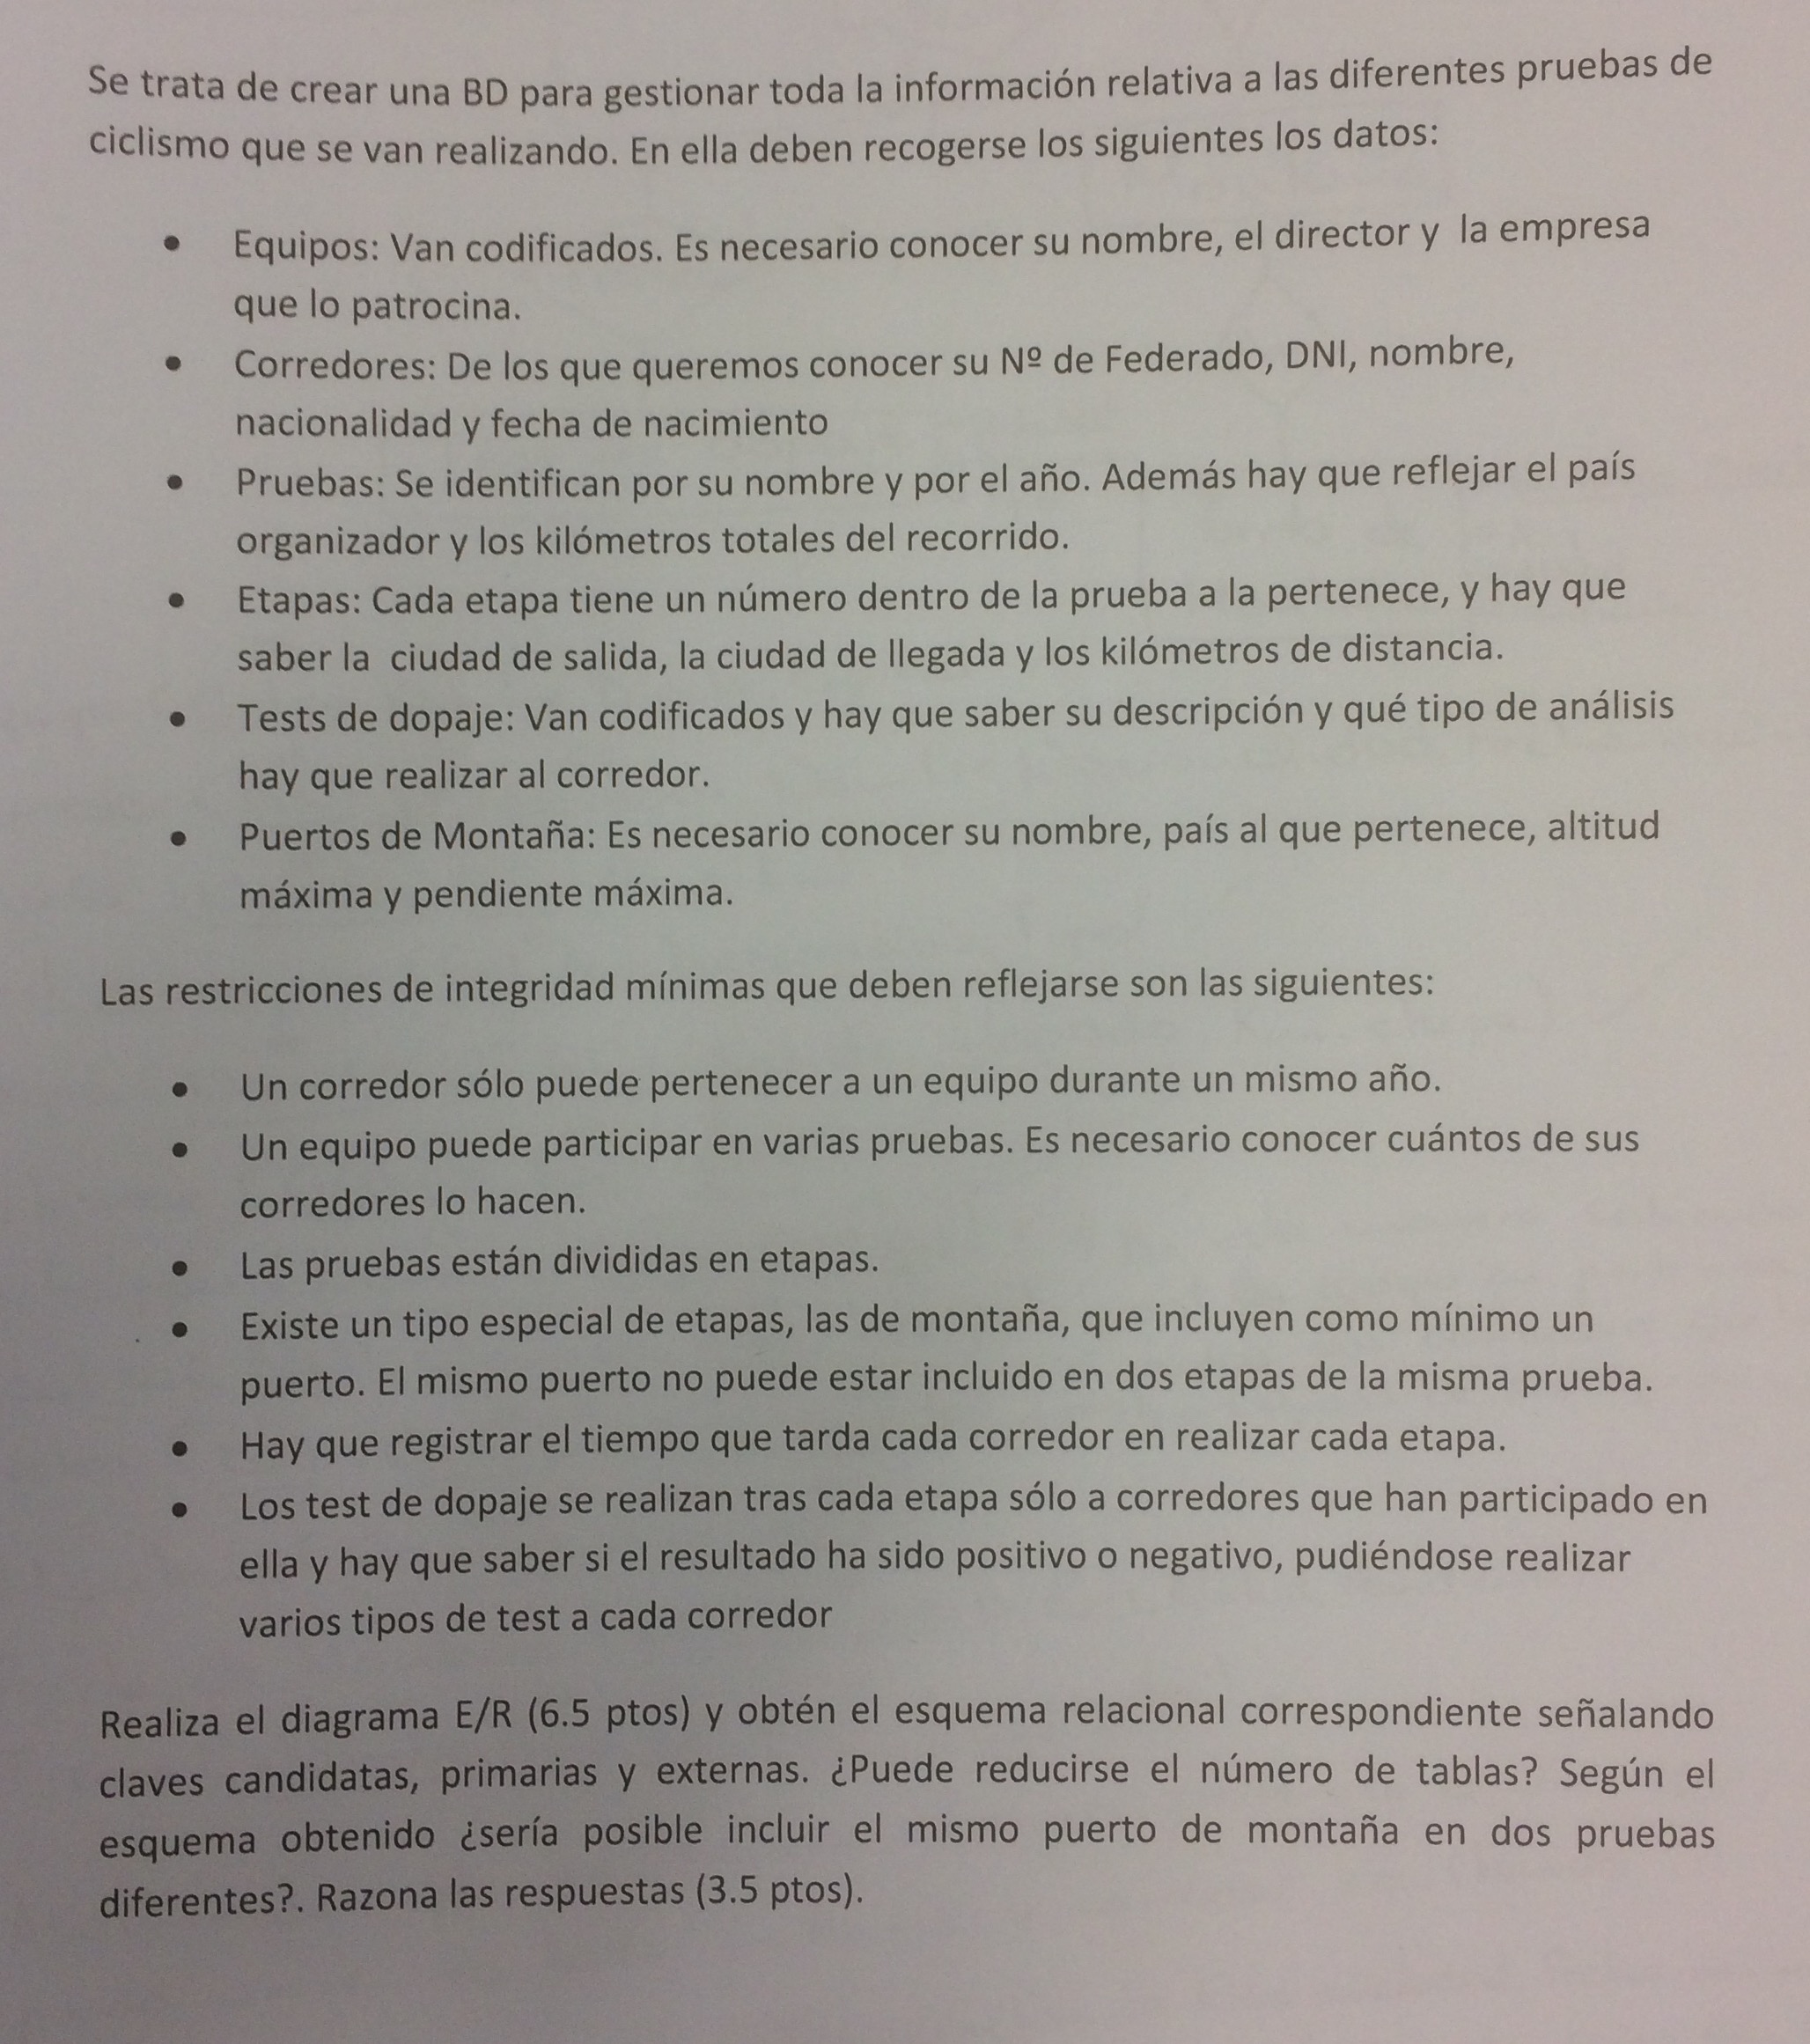 Se trata de crear una BD para gestionar toda la información relativa a las diferentes pruebas de
ciclismo que se van realizando. En ella deben recogerse los siguientes los datos:
• Equipos: Van codificados. Es necesario conocer su nombre, el director y la empresa
que lo patrocina.
• Corredores: De los que queremos conocer su Nº de Federado, DNI, nombre,
nacionalidad y fecha de nacimiento
• Pruebas: Se identifican por su nombre y por el año. Además hay que reflejar el país
organizador y los kilómetros totales del recorrido.
• Etapas: Cada etapa tiene un número dentro de la prueba a la pertenece, y hay que
saber la ciudad de salida, la ciudad de llegada y los kilómetros de distancia.
• Tests de dopaje: Van codificados y hay que saber su descripción y qué tipo de análisis
hay que realizar al corredor.
• Puertos de Montaña: Es necesario conocer su nombre, país al que pertenece, altitud
máxima y pendiente máxima.
Las restricciones de integridad mínimas que deben reflejarse son las siguientes:
• Un corredor sólo puede pertenecer a un equipo durante un mismo año.
• Un equipo puede participar en varias pruebas. Es necesario conocer cuántos de sus
corredores lo hacen.
• Las pruebas están divididas en etapas.
• Existe un tipo especial de etapas, las de montaña, que incluyen como mínimo un
puerto. El mismo puerto no puede estar incluido en dos etapas de la misma prueba.
• Hay que registrar el tiempo que tarda cada corredor en realizar cada etapa.
• Los test de dopaje se realizan tras cada etapa sólo a corredores que han participado en
ella y hay que saber si el resultado ha sido positivo o negativo, pudiéndose realizar
varios tipos de test a cada corredor
Realiza el diagrama E/R (6.5 ptos) y obtén el esquema relacional correspondiente señalando
claves candidatas, primarias y externas. ¿Puede reducirse el número de tablas? Según el
esquema obtenido ¿sería posible incluir el mismo puerto de montaña en dos pruebas
diferentes?. Razona las respuestas (3.5 ptos).